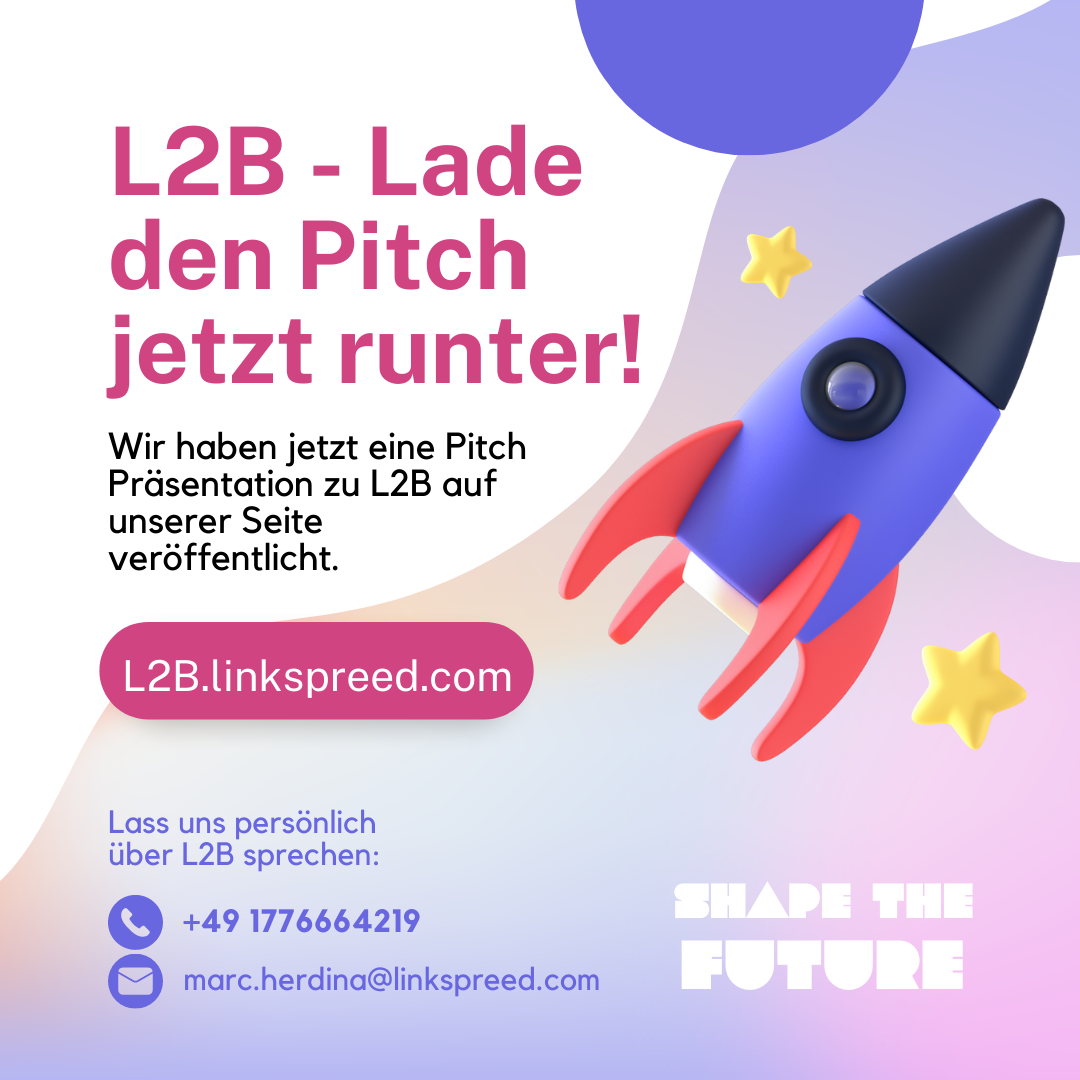 L2B - Lade
den Pitch
jetzt runter!
Wir haben jetzt eine Pitch
Präsentation zu L2B auf
unserer Seite
veröffentlicht.
L2B.linkspreed.com
Lass uns persönlich
über L2B sprechen:
+49 1776664219
marc.herdina@linkspreed.com
SHAPE THE
FUTURE